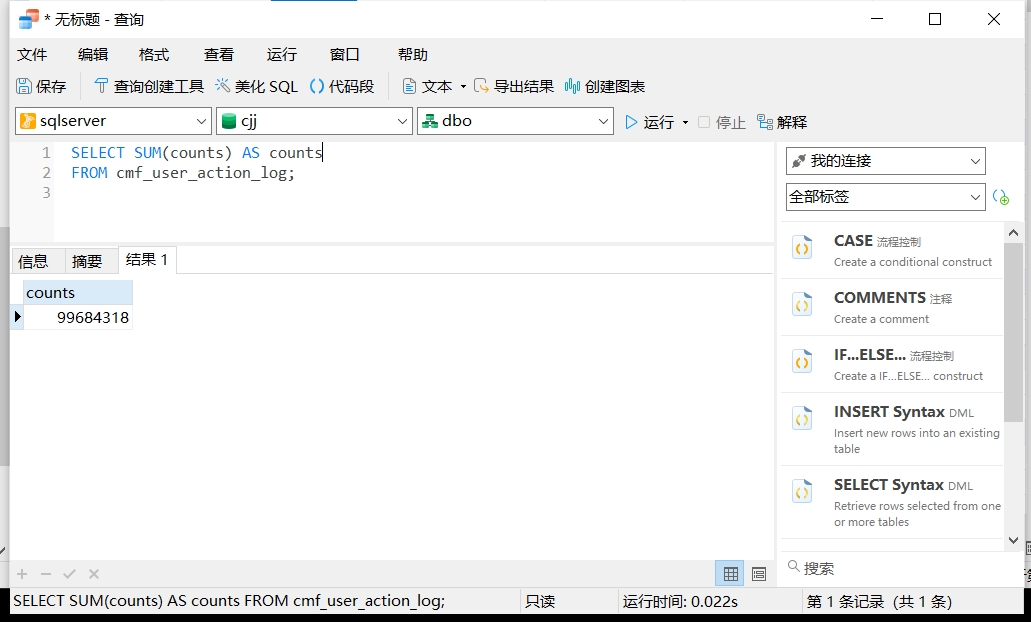 * 无标题 - 查询
文件 编辑 格式 查看 运行 窗口 帮助
保存 查询创建工具 美化 SQL () 代码段 文本 导出结果 创建图表
sqlserver cjj dbo 运行 停止 解释
1 SELECT SUM(counts) AS counts
2 FROM cmf_user_action_log;
3
信息 摘要 结果 1
counts
99684318
我的连接
全部标签
CASE 流程控制
Create a conditional construct
COMMENTS 注释
Create a comment
IF...ELSE... 流程控制
Create a IF...ELSE... construct
INSERT Syntax DML
Insert new rows into an existing
table
SELECT Syntax DML
Retrieve rows selected from one
or more tables
搜索
SELECT SUM(counts) AS counts FROM cmf_user_action_log; 只读 运行时间: 0.022s 第 1 条记录 (共 1 条)